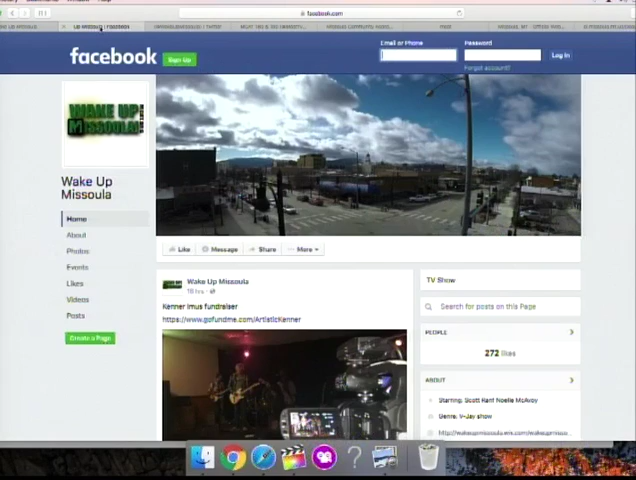 facebook.com
facebook
Sign Up
Email or Phone
Password
Log In
Forgot account?
WAKE UP
MISSOULA!
Wake Up
Missoula
Home
About
Photos
Events
Likes
Videos
Posts
Create a Page
Like
Message
Share
More
Wake Up Missoula
18 hrs
Kenner Imus fundraiser
https://www.gofundme.com/ArtisticKenner
TV Show
Search for posts on this Page
PEOPLE
272 likes
ABOUT
Starring: Scott Ranf Noelle McAvoy
Genre: V-Jay show